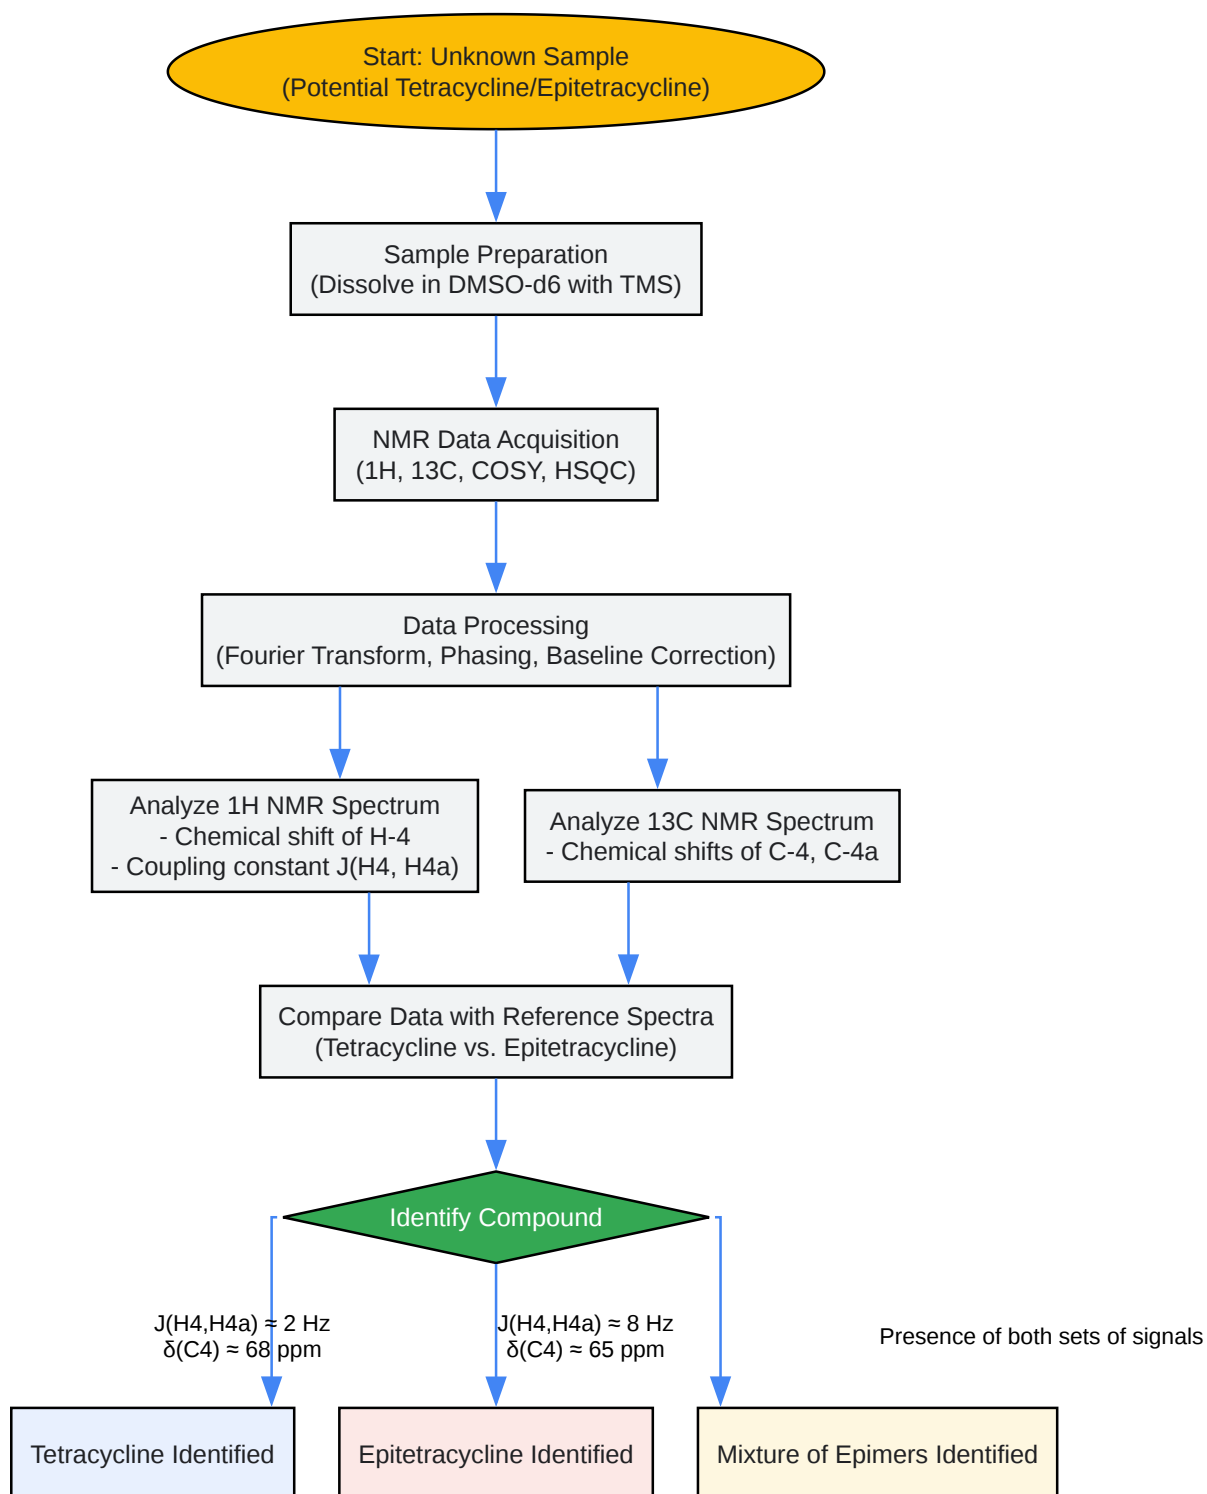 Start: Unknown Sample
(Potential Tetracycline/Epitetracycline)
Sample Preparation
(Dissolve in DMSO-d6 with TMS)
NMR Data Acquisition
(1H, 13C, COSY, HSQC)
Data Processing
(Fourier Transform, Phasing, Baseline Correction)
Analyze 1H NMR Spectrum
- Chemical shift of H-4
- Coupling constant J(H4, H4a)
Analyze 13C NMR Spectrum
- Chemical shifts of C-4, C-4a
Compare Data with Reference Spectra
(Tetracycline vs. Epitetracycline)
Identify Compound
J(H4,H4a) ≈ 2 Hz
δ(C4) ≈ 68 ppm
J(H4,H4a) ≈ 8 Hz
δ(C4) ≈ 65 ppm
Presence of both sets of signals
Tetracycline Identified
Epitetracycline Identified
Mixture of Epimers Identified